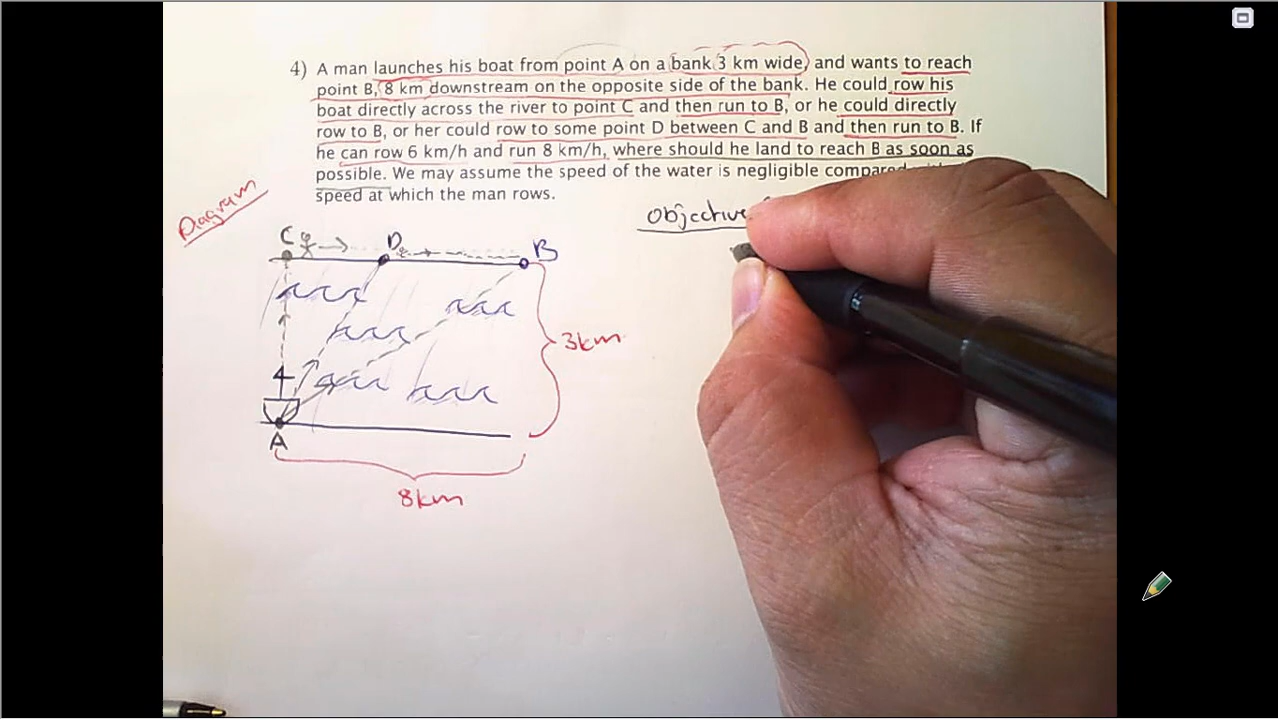 4) A man launches his boat from point A on a bank 3 km wide, and wants to reach
point B, 8 km downstream on the opposite side of the bank. He could row his
boat directly across the river to point C and then run to B, or he could directly
row to B, or her could row to some point D between C and B and then run to B. If
he can row 6 km/h and run 8 km/h, where should he land to reach B as soon as
possible. We may assume the speed of the water is negligible compared
speed at which the man rows.
Diagram
Objective
C
D
B
3km
A
8km